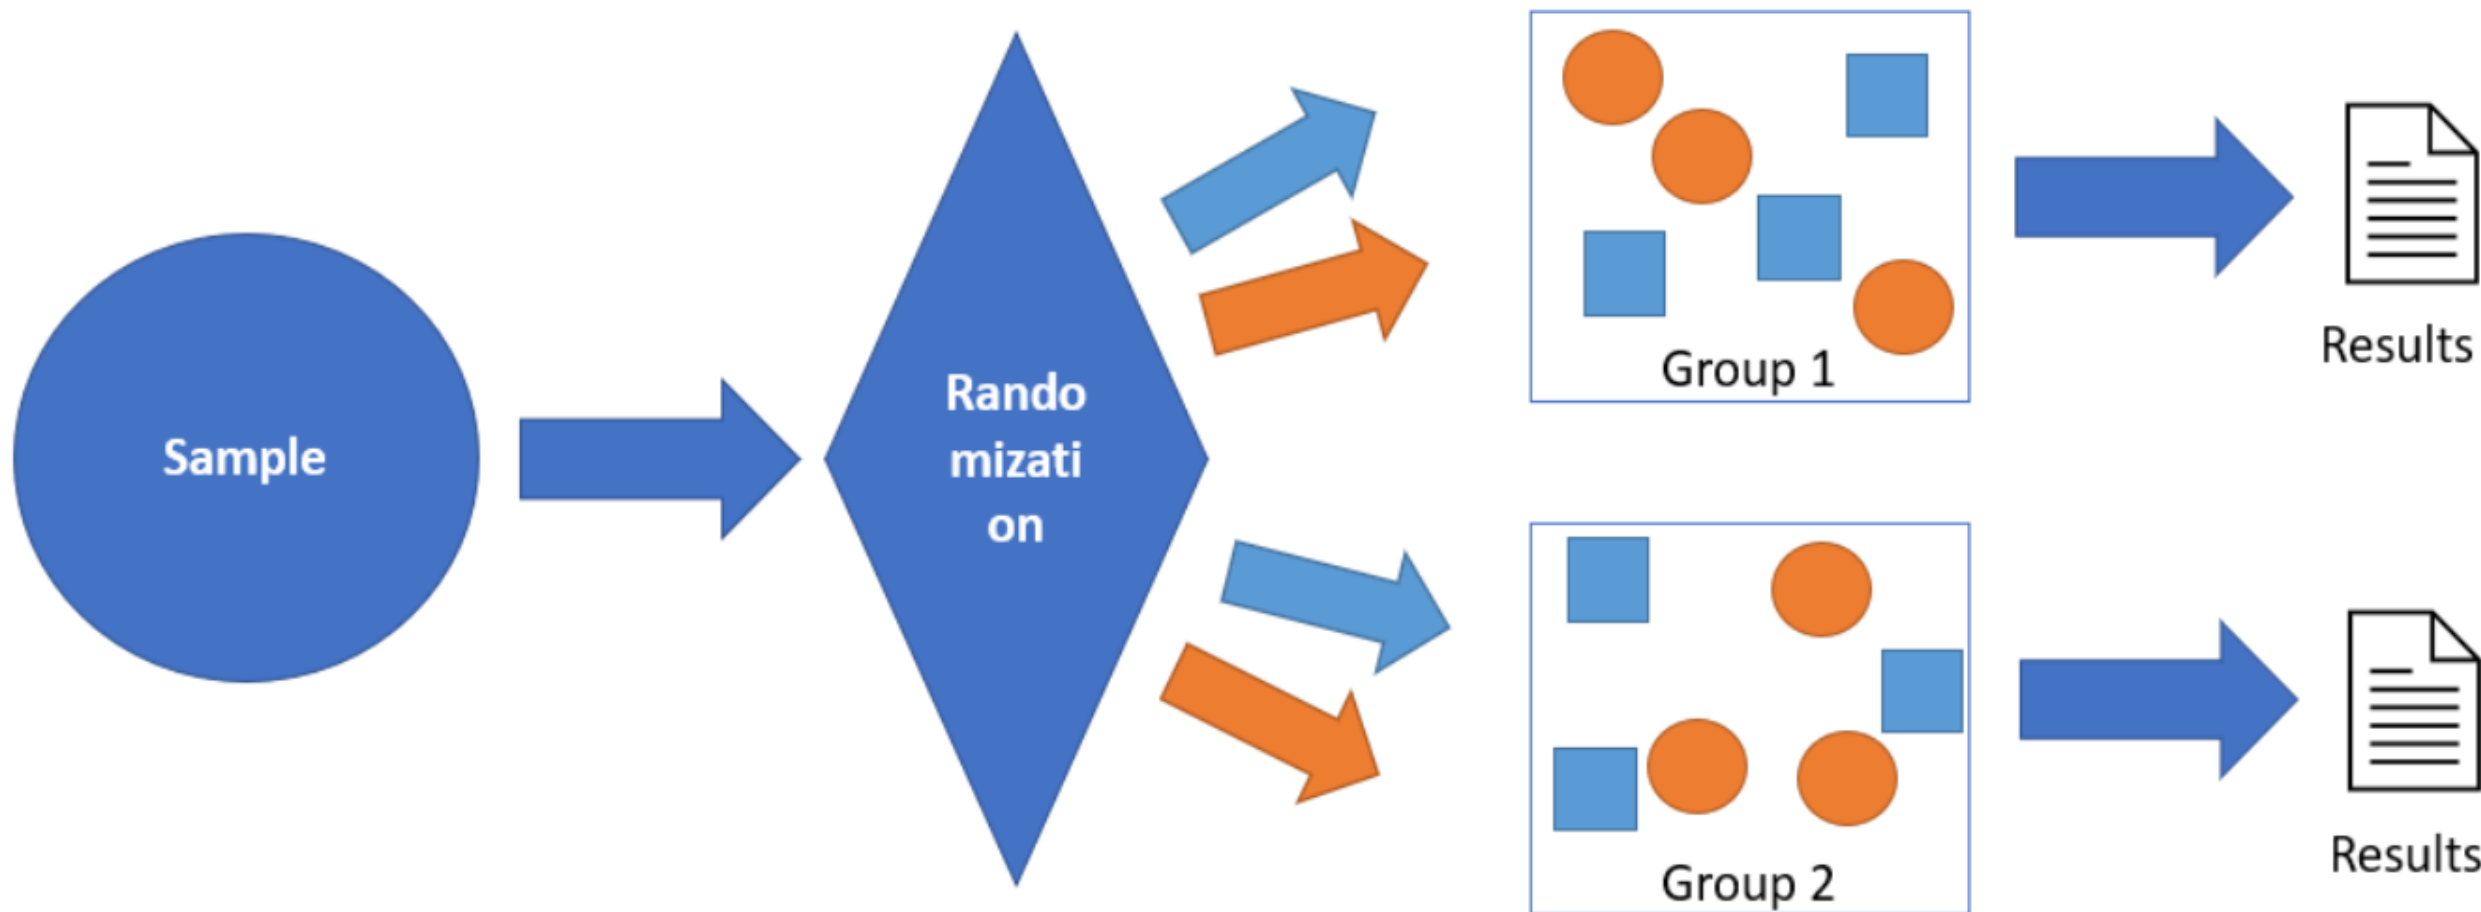 Sample
Rando
mizati
on
Group 1
Results
Group 2
Results